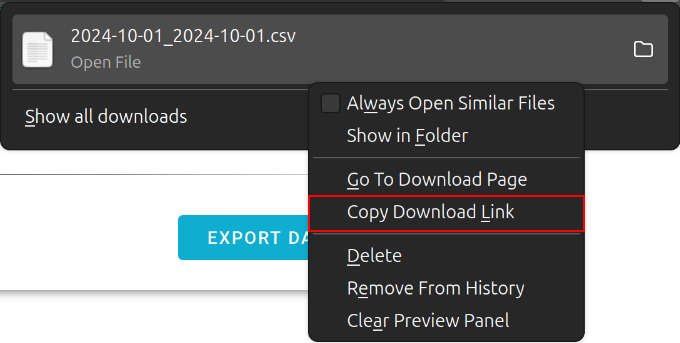 2024-10-01_2024-10-01.csv
Open File
Show all downloads
Always Open Similar Files
Show in Folder
Go To Download Page
Copy Download Link
EXPORT DA
Delete
Remove From History
Clear Preview Panel